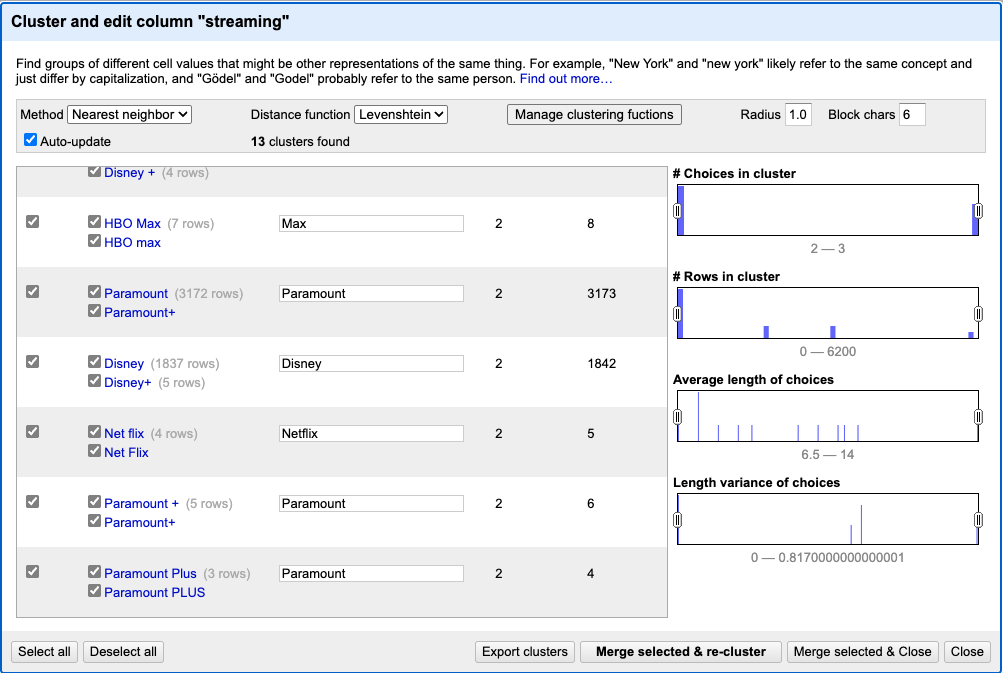 Cluster and edit column "streaming"
Find groups of different cell values that might be other representations of the same thing. For example, "New York" and "new york" likely refer to the same concept and
just differ by capitalization, and "Gödel" and "Godel" probably refer to the same person. Find out more…
Method Nearest neighbor Distance function Levenshtein Manage clustering fuctions Radius 1.0 Block chars 6
Auto-update 13 clusters found
Disney + (4 rows)
HBO Max (7 rows) Max 2 8
HBO max
Paramount (3172 rows) Paramount 2 3173
Paramount+
Disney (1837 rows) Disney 2 1842
Disney+ (5 rows)
Net flix (4 rows) Netflix 2 5
Net Flix
Paramount + (5 rows) Paramount 2 6
Paramount+
Paramount Plus (3 rows) Paramount 2 4
Paramount PLUS
# Choices in cluster
2 — 3
# Rows in cluster
0 — 6200
Average length of choices
6.5 — 14
Length variance of choices
0 — 0.8170000000000001
Select all Deselect all Export clusters Merge selected & re-cluster Merge selected & Close Close